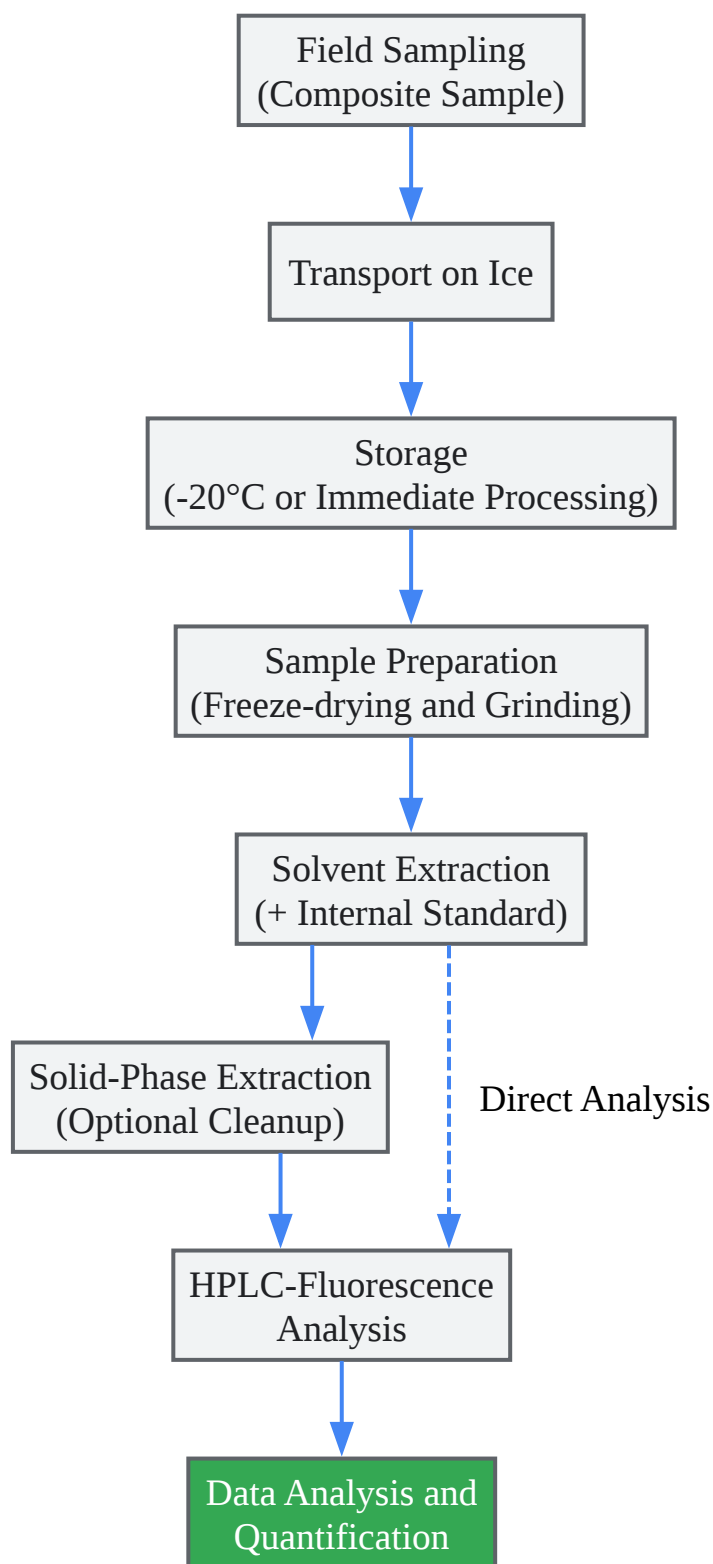 Field Sampling
(Composite Sample)
Transport on Ice
Storage
(-20°C or Immediate Processing)
Sample Preparation
(Freeze-drying and Grinding)
Solvent Extraction
(+ Internal Standard)
Solid-Phase Extraction
(Optional Cleanup)
Direct Analysis
HPLC-Fluorescence
Analysis
Data Analysis and
Quantification